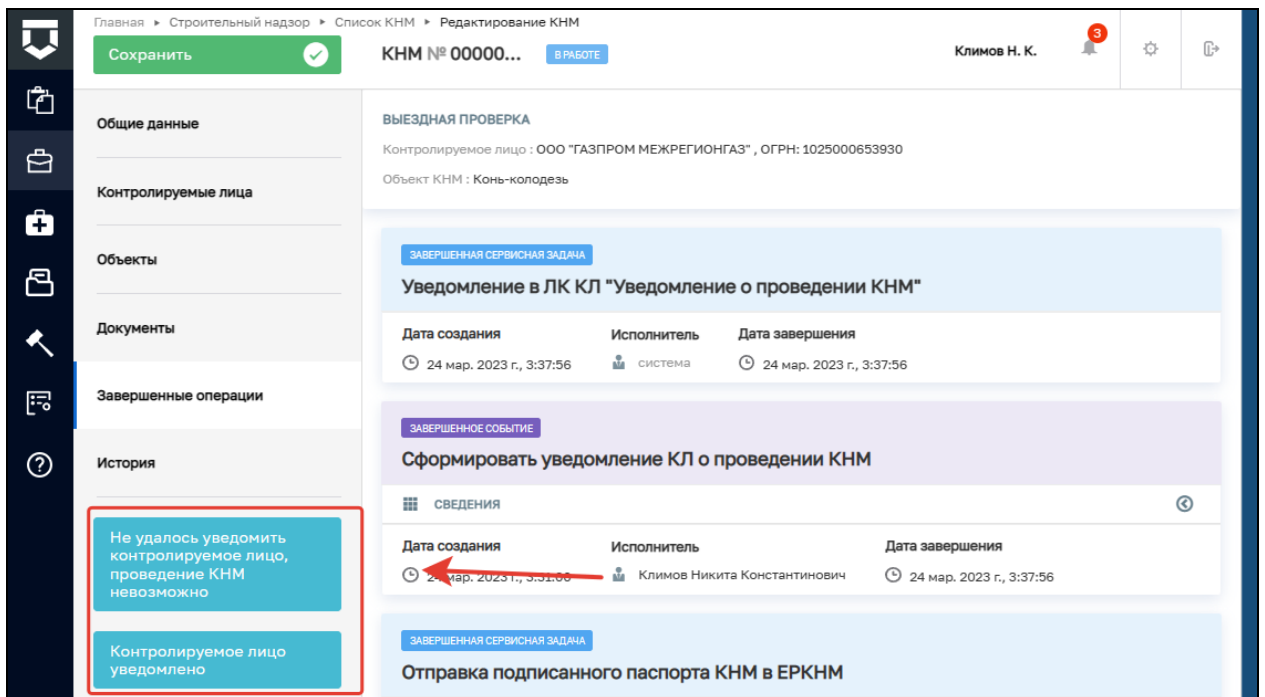 Главная ▸ Строительный надзор ▸ Список КНМ ▸ Редактирование КНМ
Сохранить
КНМ № 00000...
В РАБОТЕ
Климов Н. К.
3
Общие данные
Контролируемые лица
Объекты
Документы
Завершенные операции
История
Не удалось уведомить
контролируемое лицо,
проведение КНМ
невозможно
Контролируемое лицо
уведомлено
ВЫЕЗДНАЯ ПРОВЕРКА
Контролируемое лицо : ООО "ГАЗПРОМ МЕЖРЕГИОНГАЗ" , ОГРН: 1025000653930
Объект КНМ : Конь-колодезь
ЗАВЕРШЕННАЯ СЕРВИСНАЯ ЗАДАЧА
Уведомление в ЛК КЛ "Уведомление о проведении КНМ"
Дата создания Исполнитель Дата завершения
24 мар. 2023 г., 3:37:56 система 24 мар. 2023 г., 3:37:56
ЗАВЕРШЕННОЕ СОБЫТИЕ
Сформировать уведомление КЛ о проведении КНМ
СВЕДЕНИЯ
Дата создания Исполнитель Дата завершения
мар. 2023 г., Климов Никита Константинович 24 мар. 2023 г., 3:37:56
ЗАВЕРШЕННАЯ СЕРВИСНАЯ ЗАДАЧА
Отправка подписанного паспорта КНМ в ЕРКНМ